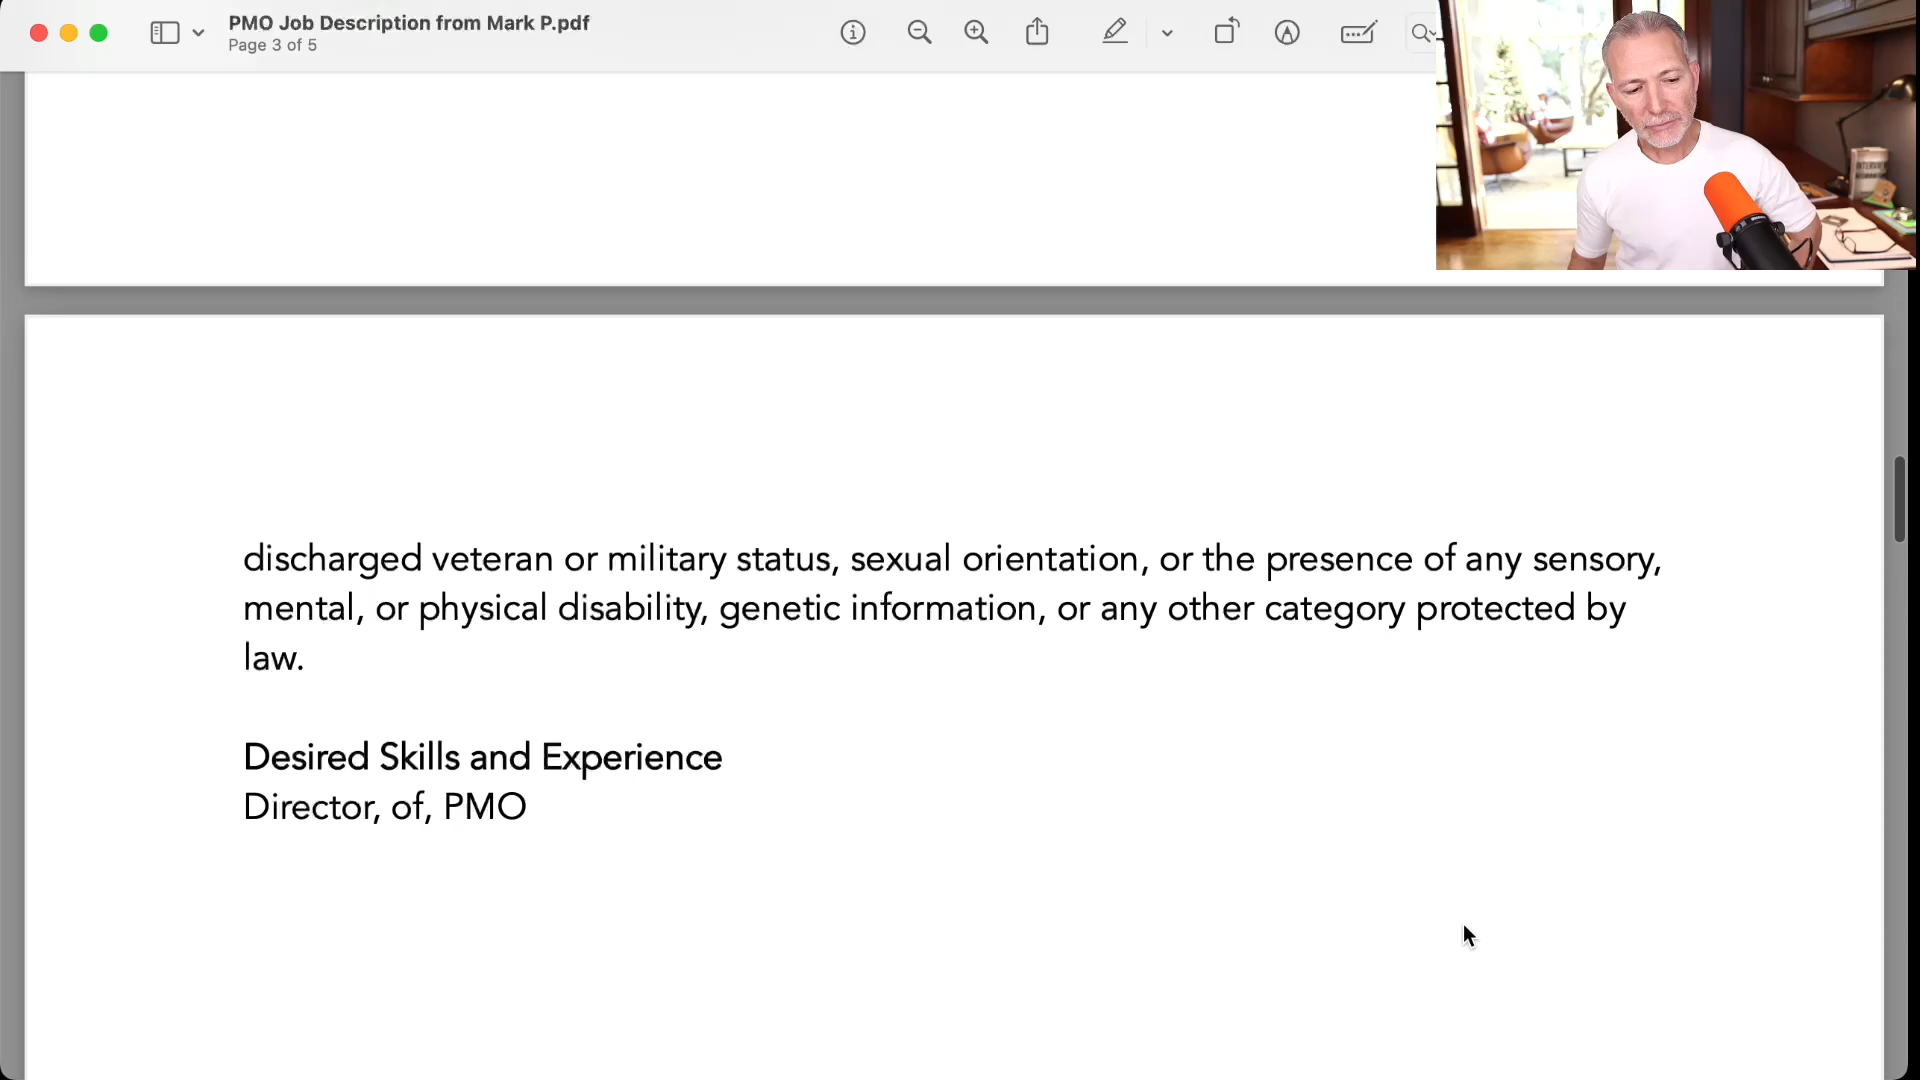 PMO Job Description from Mark P.pdf
Page 3 of 5
discharged veteran or military status, sexual orientation, or the presence of any sensory,
mental, or physical disability, genetic information, or any other category protected by
law.
Desired Skills and Experience
Director, of, PMO